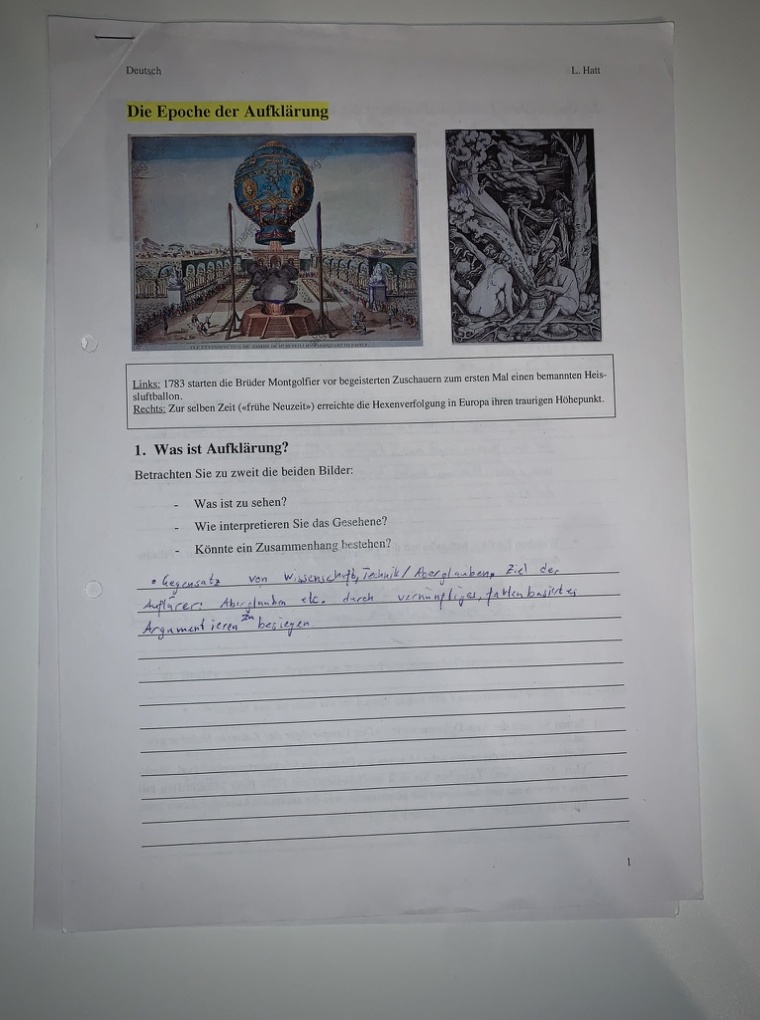 Deutsch L. Hatt
Die Epoche der Aufklärung
Links: 1783 starten die Brüder Montgolfier vor begeisterten Zuschauern zum ersten Mal einen bemannten Heis-
sluftballon.
Rechts: Zur selben Zeit («frühe Neuzeit») erreichte die Hexenverfolgung in Europa ihren traurigen Höhepunkt.
1. Was ist Aufklärung?
Betrachten Sie zu zweit die beiden Bilder:
- Was ist zu sehen?
- Wie interpretieren Sie das Gesehene?
- Könnte ein Zusammenhang bestehen?
• Gegensatz von Wissenschaft, Technik / Aberglauben, Ziel der
Aufklärer: Aberglauben etc. durch vernünftiges, faktenbasiertes
Argumentieren zu besiegen
1